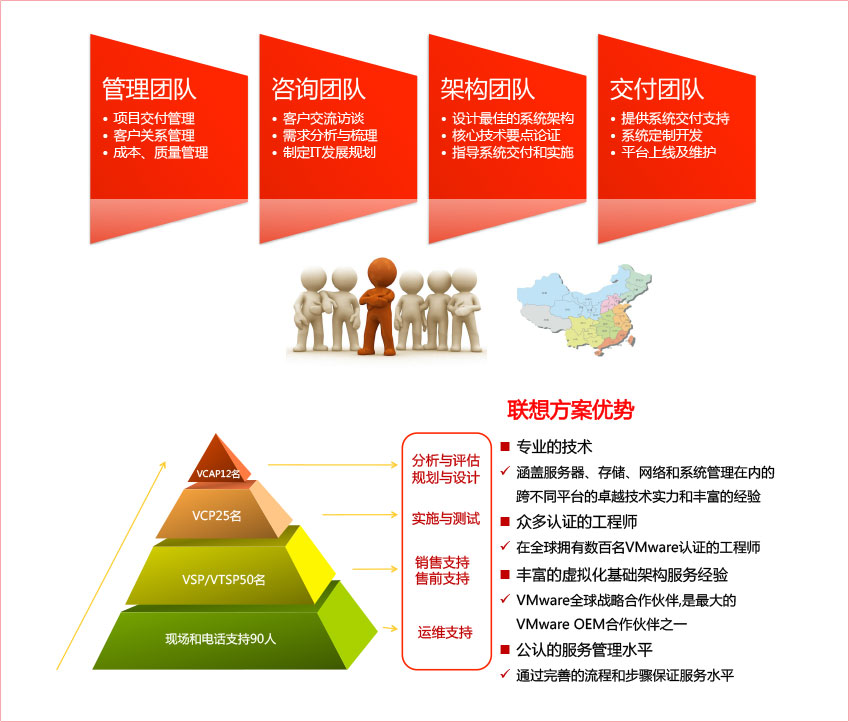 管理团队
• 项目交付管理
• 客户关系管理
• 成本、质量管理
咨询团队
• 客户交流访谈
• 需求分析与梳理
• 制定IT发展规划
架构团队
• 设计最佳的系统架构
• 核心技术要点论证
• 指导系统交付和实施
交付团队
• 提供系统交付支持
• 系统定制开发
• 平台上线及维护
VCAP12名
VCP25名
VSP/VTSP50名
现场和电话支持90人
分析与评估
规划与设计
实施与测试
销售支持
售前支持
运维支持
联想方案优势
■ 专业的技术
✓ 涵盖服务器、存储、网络和系统管理在内的
跨不同平台的卓越技术实力和丰富的经验
■ 众多认证的工程师
✓ 在全球拥有数百名VMware认证的工程师
■ 丰富的虚拟化基础架构服务经验
✓ VMware全球战略合作伙伴,是最大的
VMware OEM合作伙伴之一
■ 公认的服务管理水平
✓ 通过完善的流程和步骤保证服务水平